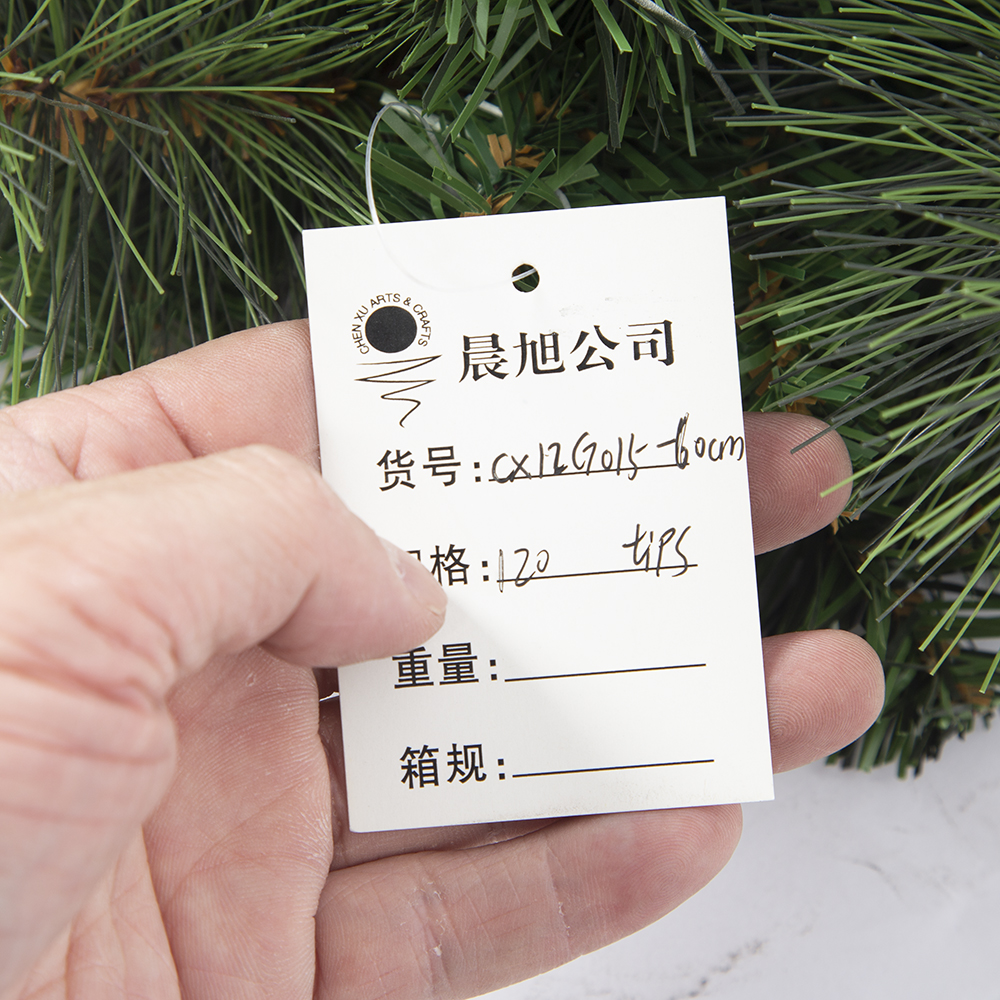 CHEN XU ARTS & CRAFTS
晨旭公司
货号:CX12G015-60cm
规格:120 tips
重量:
箱规: